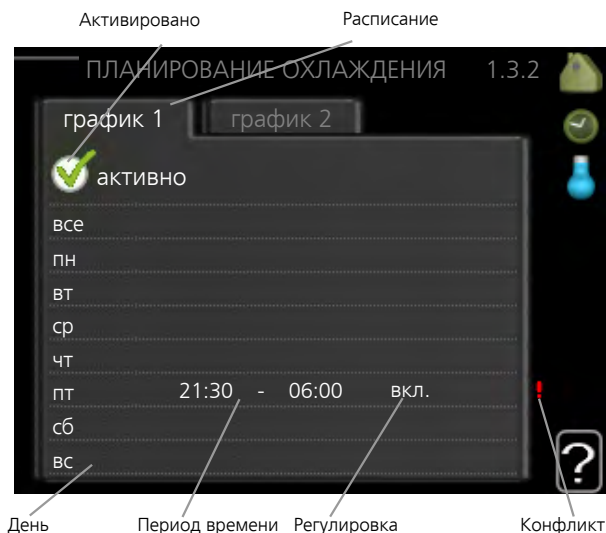 Активировано Расписание
ПЛАНИРОВАНИЕ ОХЛАЖДЕНИЯ 1.3.2
график 1 график 2
активно
все
пн
вт
ср
чт
пт 21:30 - 06:00 вкл. !
сб
вс
?
День Период времени Регулировка Конфликт